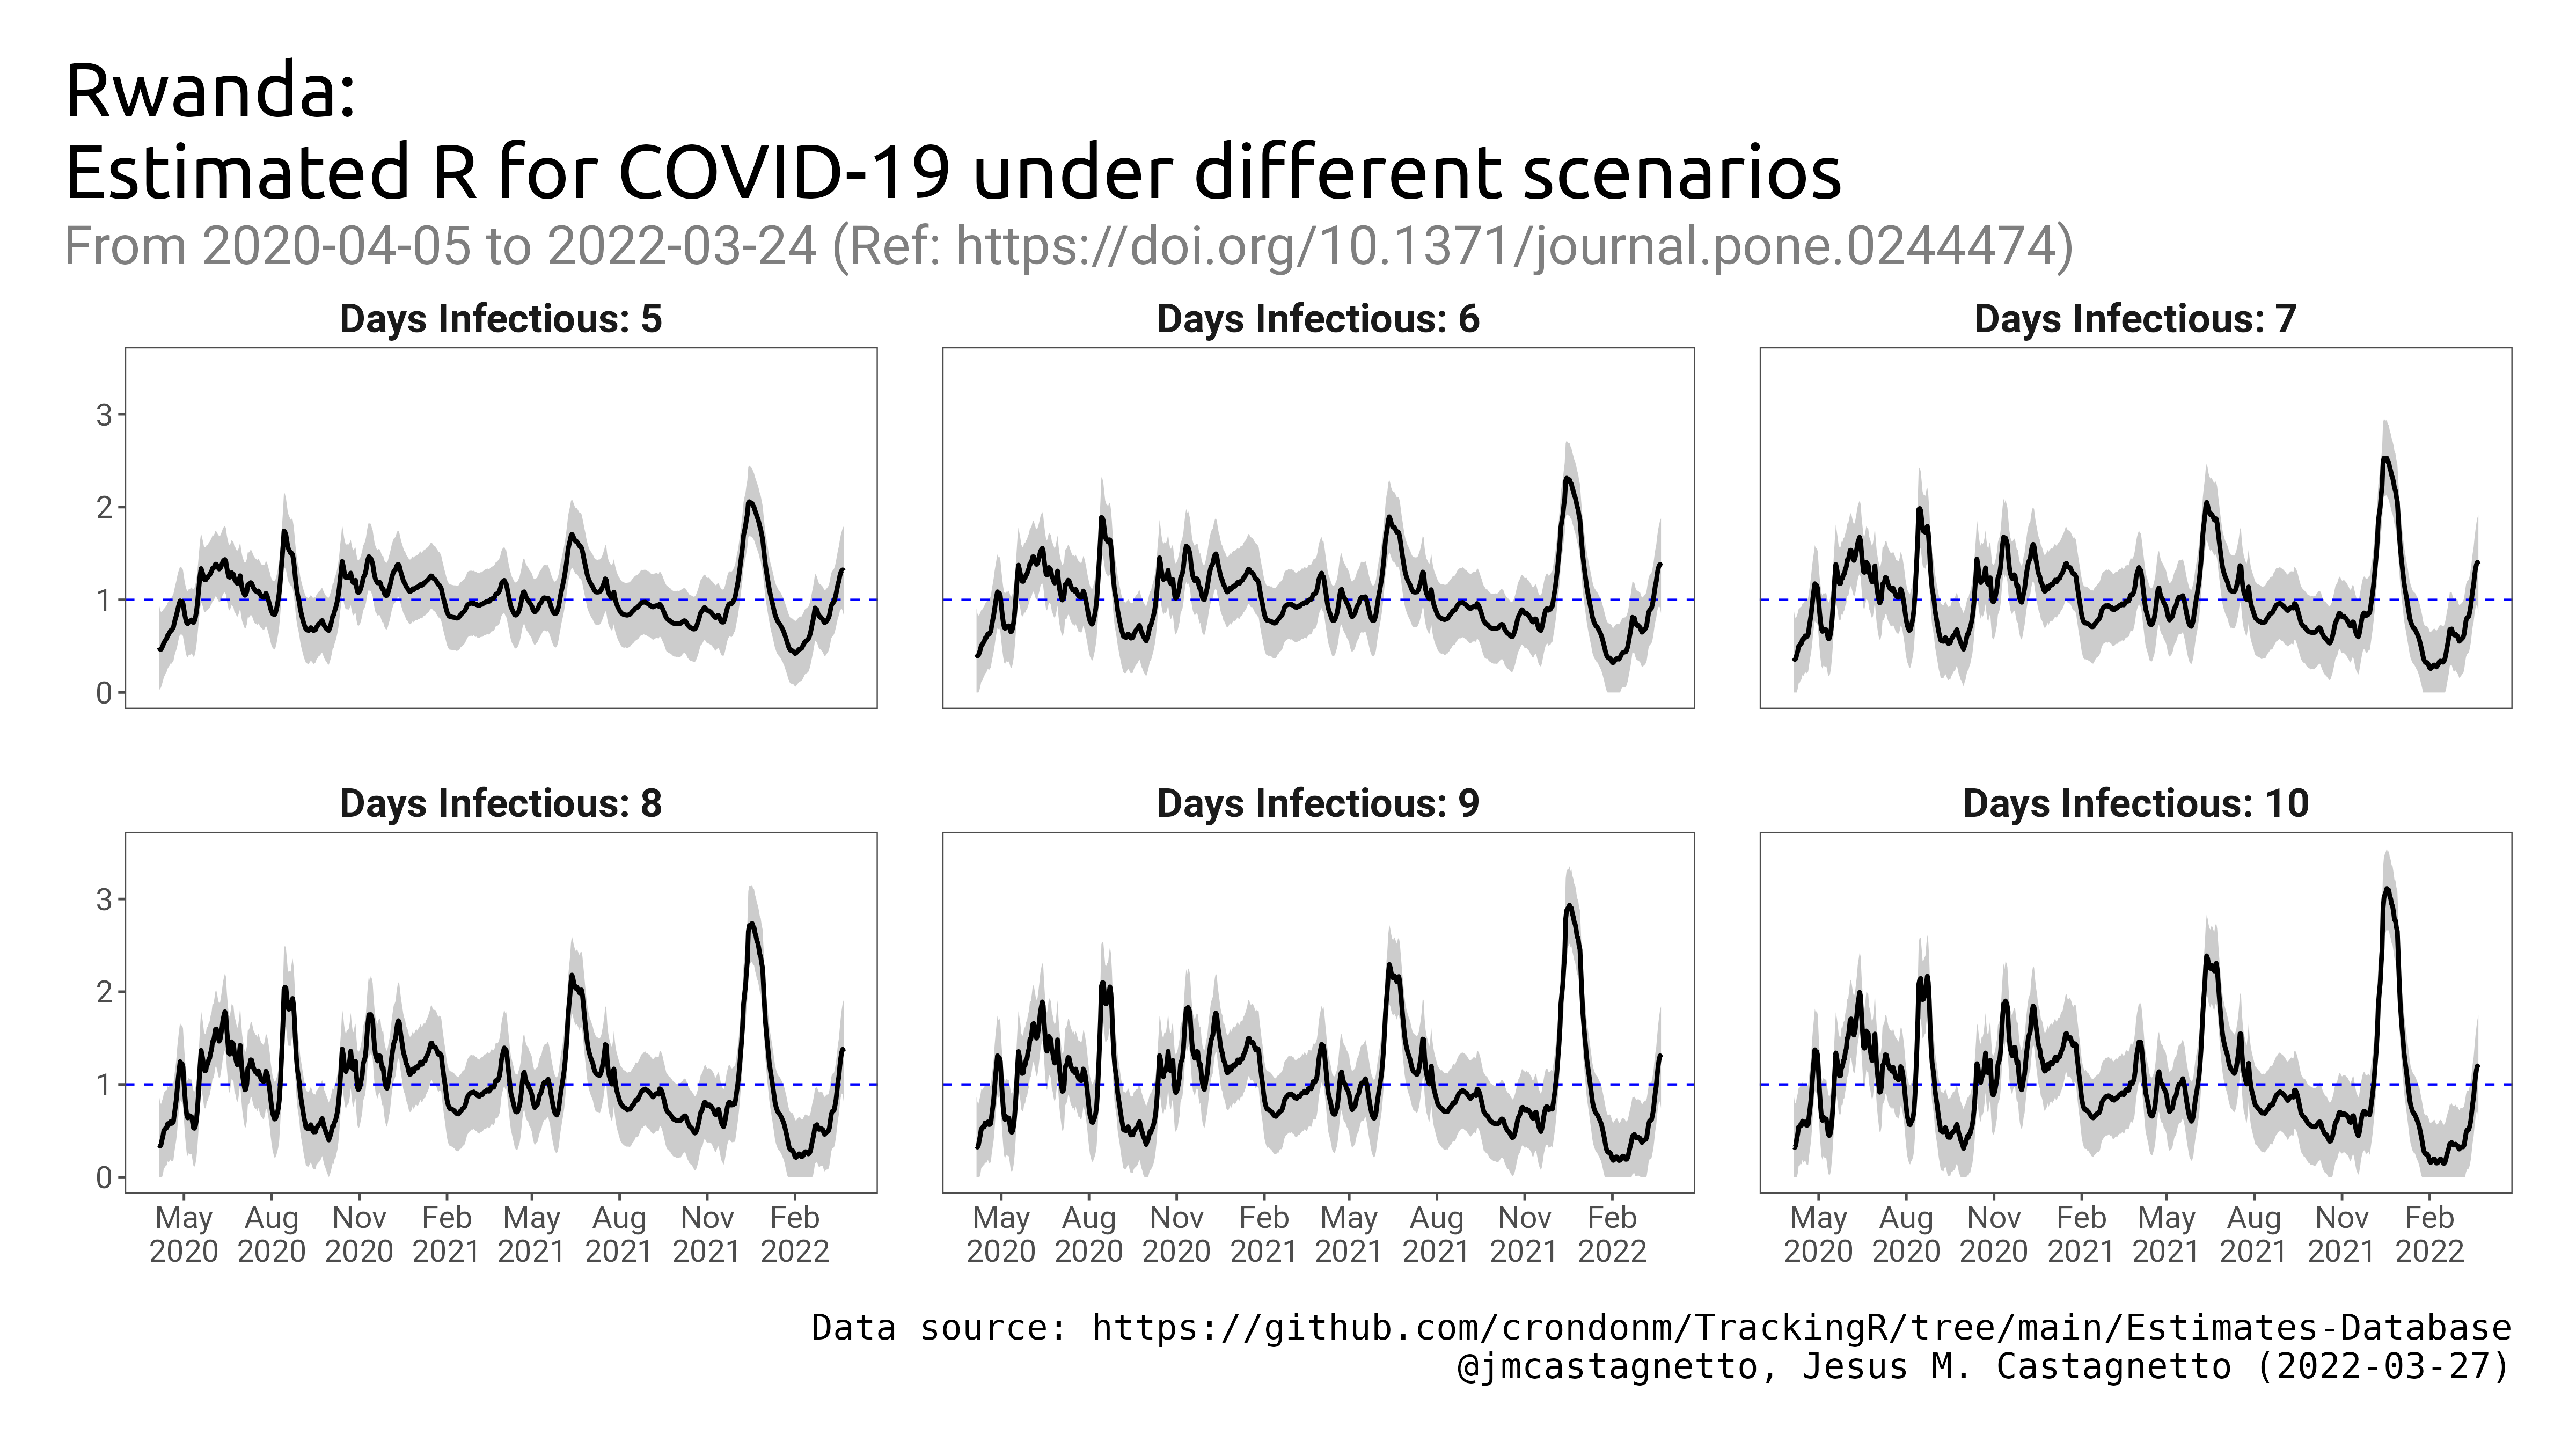 Rwanda:
Estimated R for COVID-19 under different scenarios
From 2020-04-05 to 2022-03-24 (Ref: https://doi.org/10.1371/journal.pone.0244474)
Days Infectious: 5
Days Infectious: 6
Days Infectious: 7
3
2
1
0
Days Infectious: 8
Days Infectious: 9
Days Infectious: 10
3
2
1
0
May Aug Nov Feb May Aug Nov Feb
2020 2020 2020 2021 2021 2021 2021 2022
May Aug Nov Feb May Aug Nov Feb
2020 2020 2020 2021 2021 2021 2021 2022
May Aug Nov Feb May Aug Nov Feb
2020 2020 2020 2021 2021 2021 2021 2022
Data source: https://github.com/crondonm/TrackingR/tree/main/Estimates-Database
@jmcastagnetto, Jesus M. Castagnetto (2022-03-27)